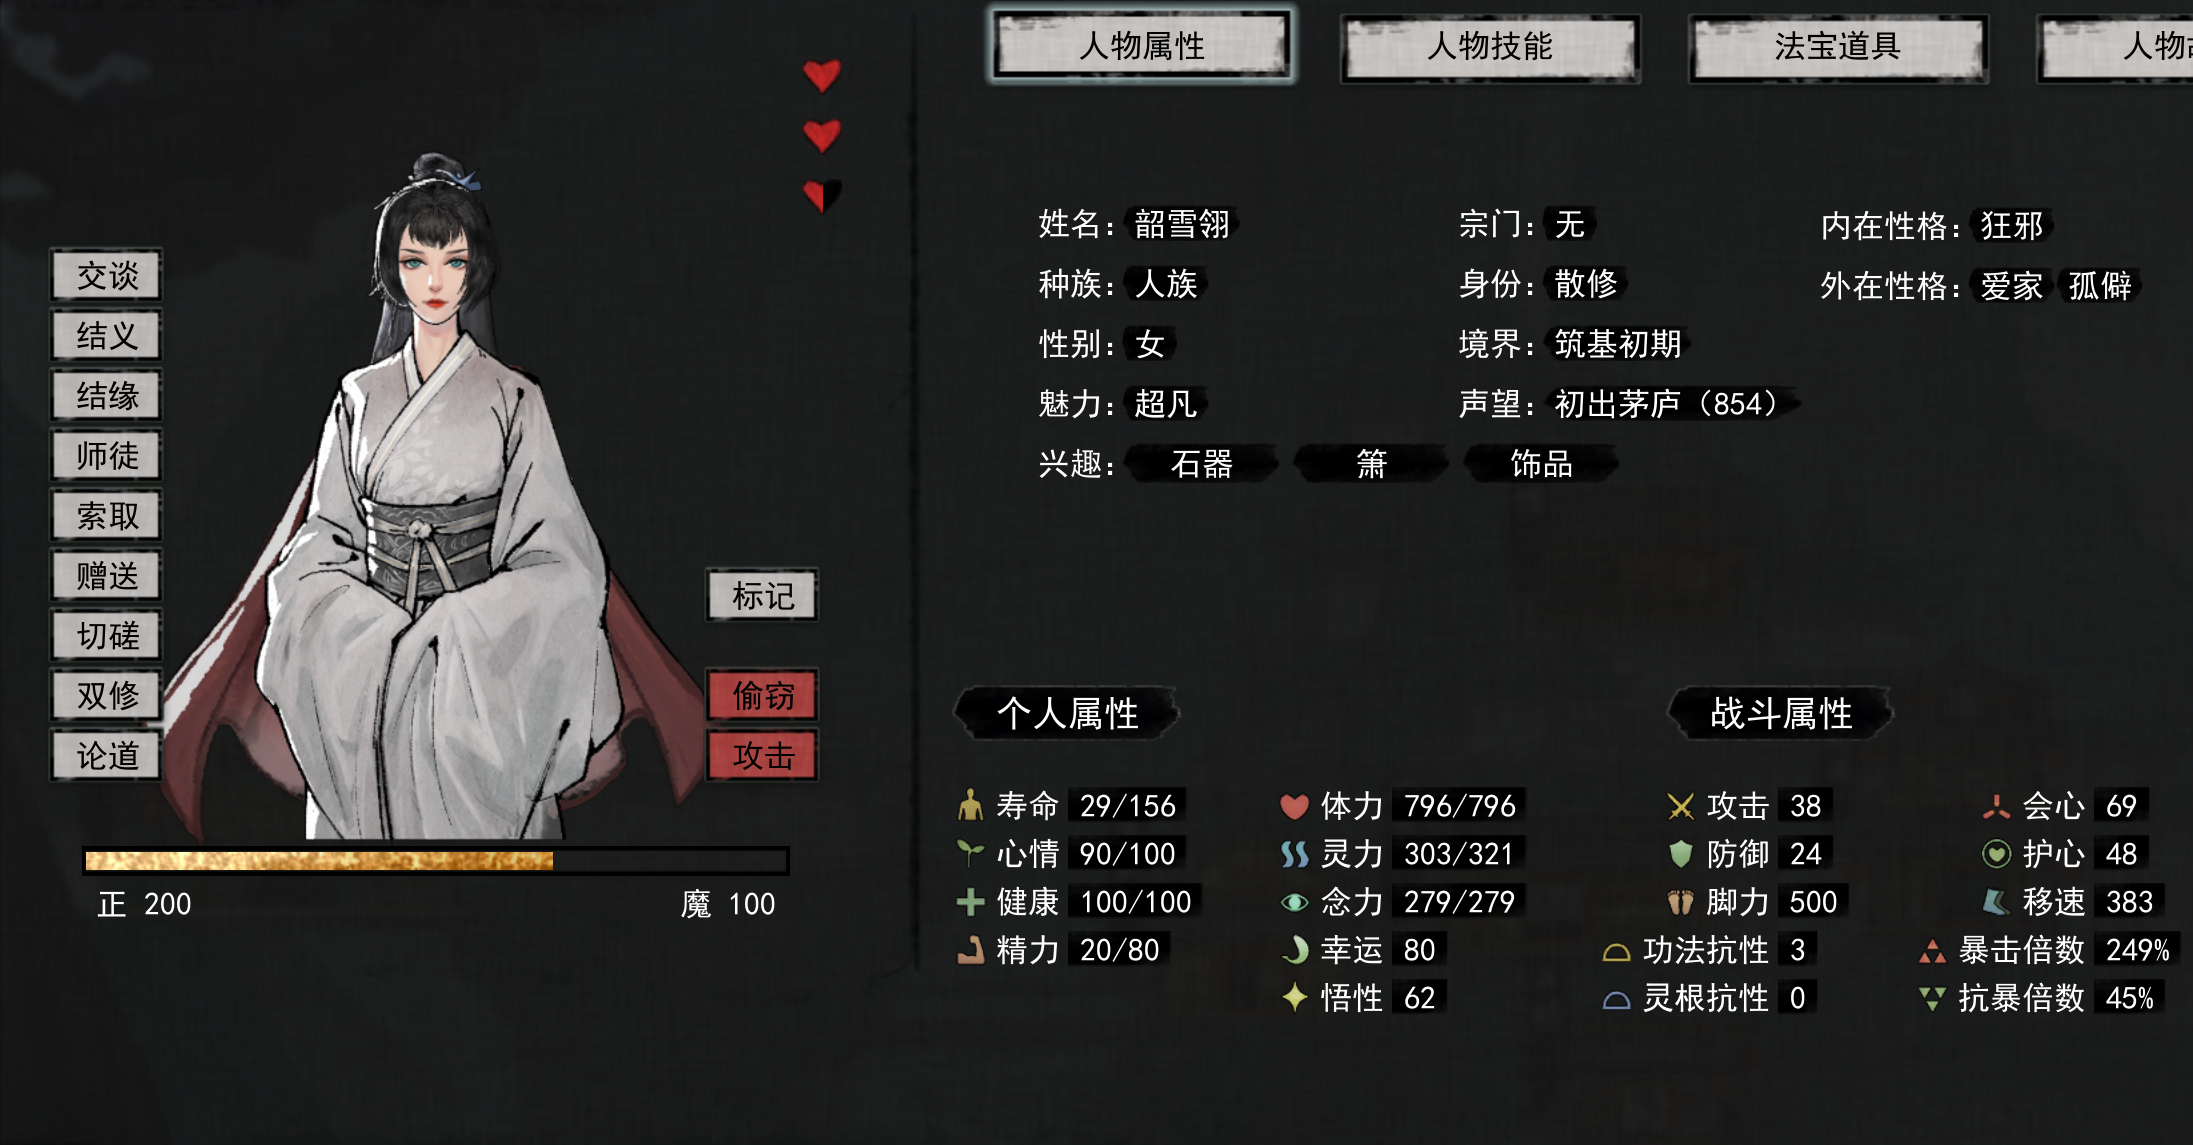 人物属性 人物技能 法宝道具 人物
姓名：韶雪翎 宗门：无 内在性格：狂邪
种族：人族 身份：散修 外在性格：爱家 孤僻
性别：女 境界：筑基初期
魅力：超凡 声望：初出茅庐（854）
兴趣：石器 箫 饰品
交谈
结义
结缘
师徒
索取
赠送
切磋
双修
论道
标记
偷窃
攻击
正 200 魔 100
个人属性 战斗属性
寿命 29/156 体力 796/796 攻击 38 会心 69
心情 90/100 灵力 303/321 防御 24 护心 48
健康 100/100 念力 279/279 脚力 500 移速 383
精力 20/80 幸运 80 功法抗性 3 暴击倍数 249%
悟性 62 灵根抗性 0 抗暴倍数 45%